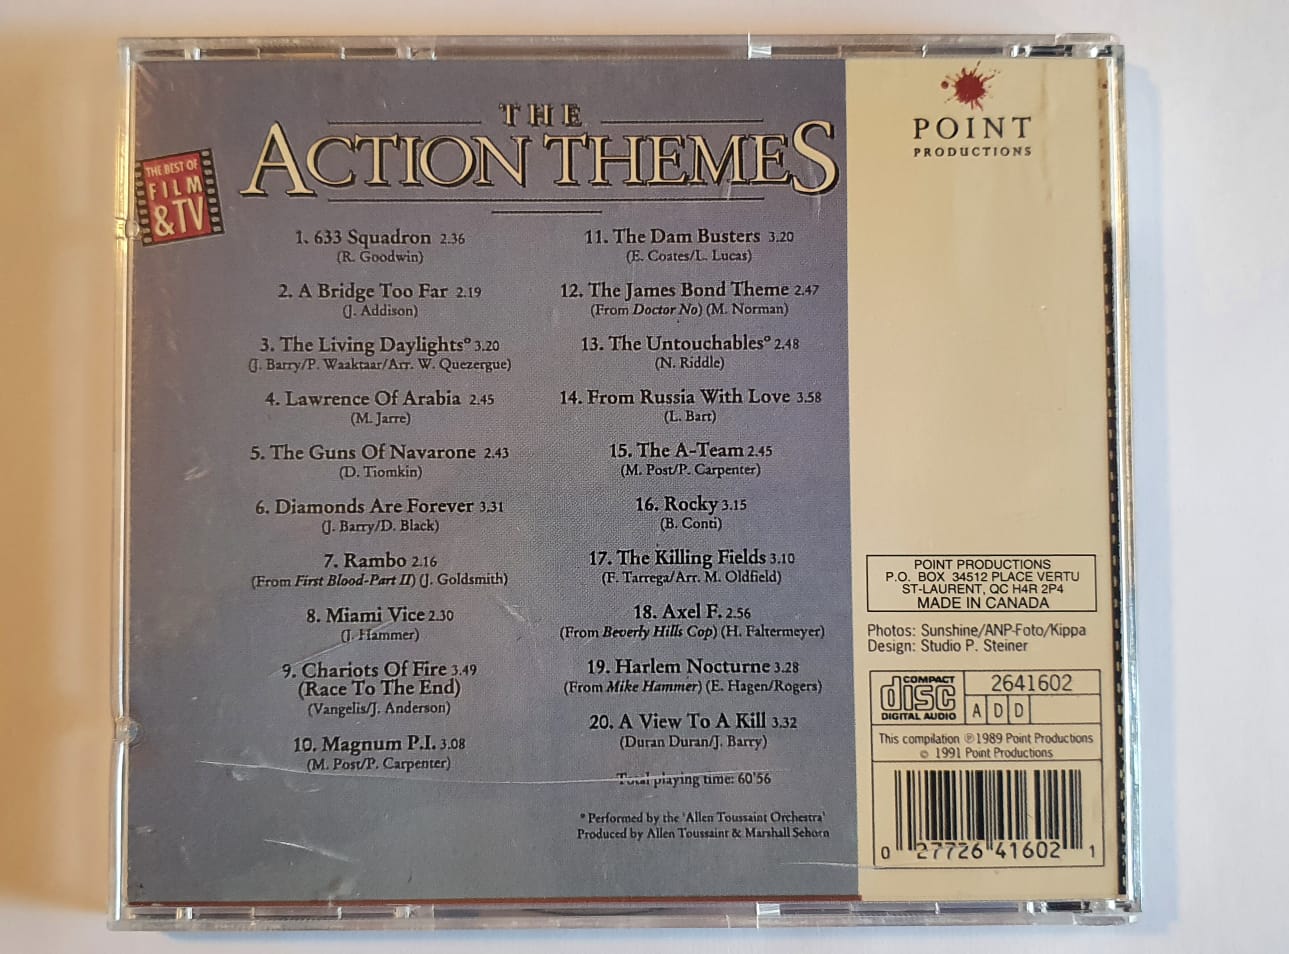 THE
ACTION THEMES
THE BEST OF
FILM
& TV
1. 633 Squadron 2.36
(R. Goodwin)
2. A Bridge Too Far 2.19
(J. Addison)
3. The Living Daylights° 3.20
(J. Barry/P. Waaktaar/Arr. W. Quezergue)
4. Lawrence Of Arabia 2.45
(M. Jarre)
5. The Guns Of Navarone 2.43
(D. Tiomkin)
6. Diamonds Are Forever 3.31
(J. Barry/D. Black)
7. Rambo 2.16
(From First Blood-Part II) (J. Goldsmith)
8. Miami Vice 2.30
(J. Hammer)
9. Chariots Of Fire 3.49
(Race To The End)
(Vangelis/J. Anderson)
10. Magnum P.I. 3.08
(M. Post/P. Carpenter)
11. The Dam Busters 3.20
(E. Coates/L. Lucas)
12. The James Bond Theme 2.47
(From Doctor No) (M. Norman)
13. The Untouchables° 2.48
(N. Riddle)
14. From Russia With Love 3.58
(L. Bart)
15. The A-Team 2.45
(M. Post/P. Carpenter)
16. Rocky 3.15
(B. Conti)
17. The Killing Fields 3.10
(F. Tarrega/Arr. M. Oldfield)
18. Axel F. 2.56
(From Beverly Hills Cop) (H. Faltermeyer)
19. Harlem Nocturne 3.28
(From Mike Hammer) (E. Hagen/Rogers)
20. A View To A Kill 3.32
(Duran Duran/J. Barry)
Total playing time: 60'56
° Performed by the 'Allen Toussaint Orchestra'
Produced by Allen Toussaint & Marshall Sehorn
POINT
PRODUCTIONS
POINT PRODUCTIONS
P.O. BOX 34512 PLACE VERTU
ST-LAURENT, QC H4R 2P4
MADE IN CANADA
Photos: Sunshine/ANP-Foto/Kippa
Design: Studio P. Steiner
COMPACT
disc
DIGITAL AUDIO
2641602
A D D
This compilation ℗ 1989 Point Productions
© 1991 Point Productions
0 27726 41602 1